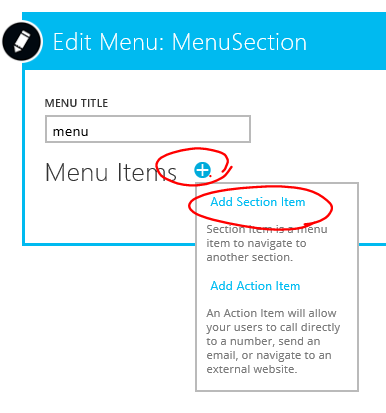 Edit Menu: MenuSection
MENU TITLE
menu
Menu Items
Add Section Item
Section Item is a menu
item to navigate to
another section.
Add Action Item
An Action Item will allow
your users to call directly
to a number, send an
email, or navigate to an
external website.